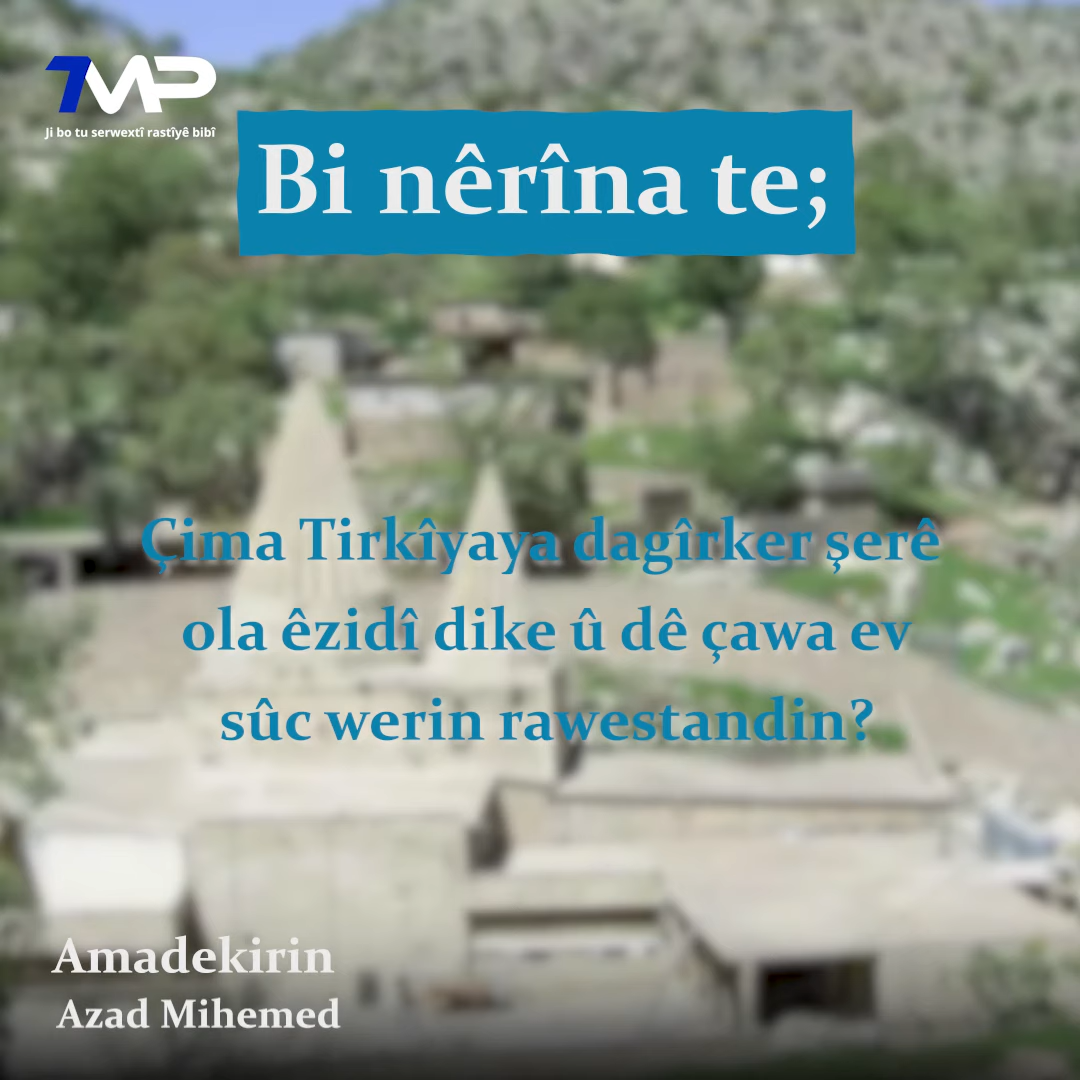 TMP
Ji bo tu serwextî rastîyê bibî
Bi nêrîna te;
Çima Tirkîyaya dagîrker şerê
ola êzidî dike û dê çawa ev
sûc werin rawestandin?
Amadekirin
Azad Mihemed